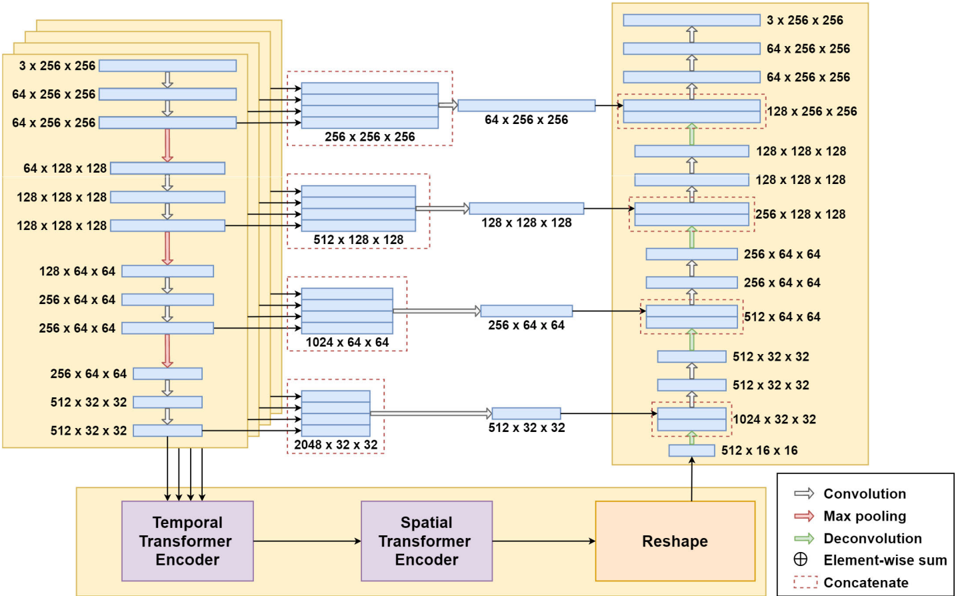 3 x 256 x 256
64 x 256 x 256
64 x 256 x 256
64 x 128 x 128
128 x 128 x 128
128 x 128 x 128
128 x 64 x 64
256 x 64 x 64
256 x 64 x 64
256 x 64 x 64
512 x 32 x 32
512 x 32 x 32
256 x 256 x 256
512 x 128 x 128
1024 x 64 x 64
2048 x 32 x 32
64 x 256 x 256
128 x 128 x 128
256 x 64 x 64
512 x 32 x 32
3 x 256 x 256
64 x 256 x 256
64 x 256 x 256
128 x 256 x 256
128 x 128 x 128
128 x 128 x 128
256 x 128 x 128
256 x 64 x 64
256 x 64 x 64
512 x 64 x 64
512 x 32 x 32
512 x 32 x 32
1024 x 32 x 32
512 x 16 x 16
Temporal
Transformer
Encoder
Spatial
Transformer
Encoder
Reshape
Convolution
Max pooling
Deconvolution
Element-wise sum
Concatenate